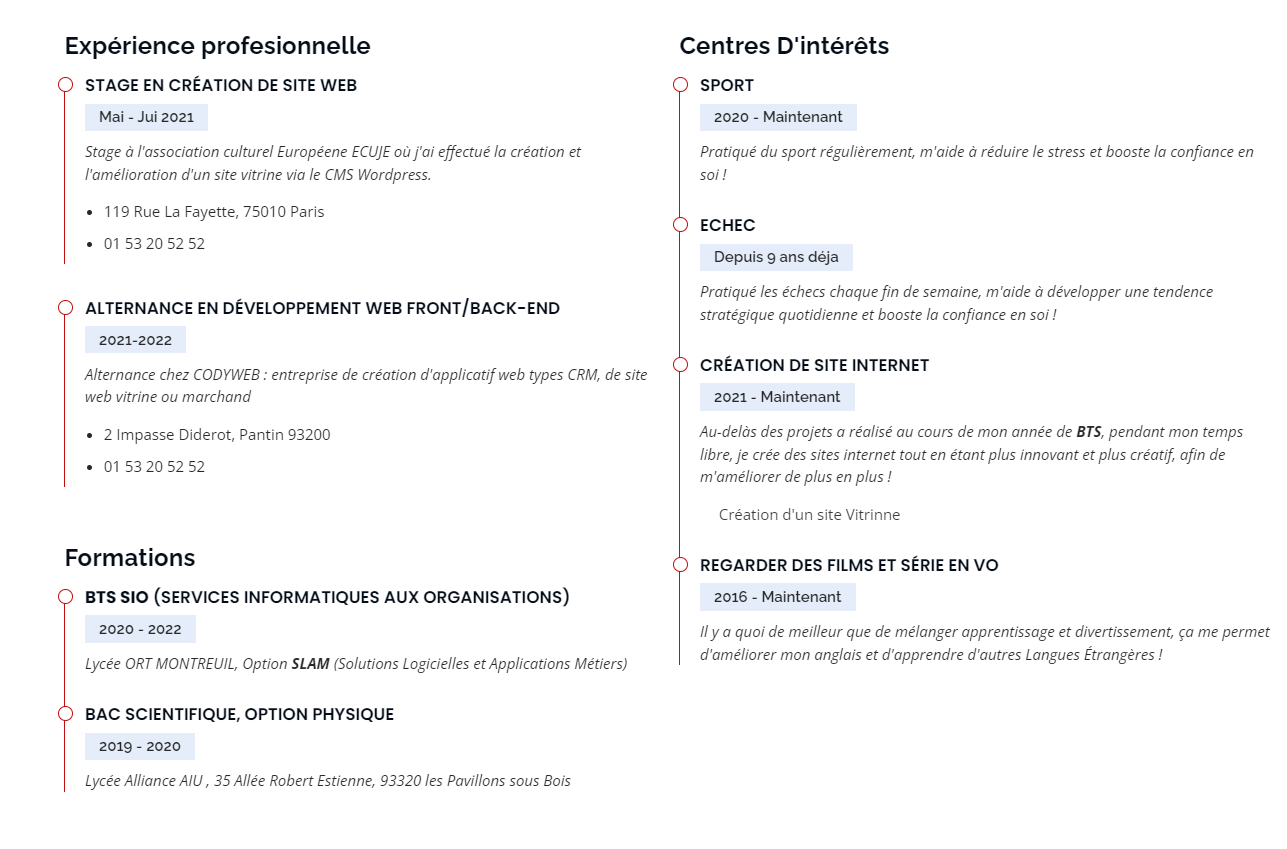 Expérience profesionnelle
STAGE EN CRÉATION DE SITE WEB
Mai - Jui 2021
Stage à l'association culturel Européene ECUJE où j'ai effectué la création et
l'amélioration d'un site vitrine via le CMS Wordpress.
• 119 Rue La Fayette, 75010 Paris
• 01 53 20 52 52
ALTERNANCE EN DÉVELOPPEMENT WEB FRONT/BACK-END
2021-2022
Alternance chez CODYWEB : entreprise de création d'applicatif web types CRM, de site
web vitrine ou marchand
• 2 Impasse Diderot, Pantin 93200
• 01 53 20 52 52
Formations
BTS SIO (SERVICES INFORMATIQUES AUX ORGANISATIONS)
2020 - 2022
Lycée ORT MONTREUIL, Option SLAM (Solutions Logicielles et Applications Métiers)
BAC SCIENTIFIQUE, OPTION PHYSIQUE
2019 - 2020
Lycée Alliance AIU , 35 Allée Robert Estienne, 93320 les Pavillons sous Bois
Centres D'intérêts
SPORT
2020 - Maintenant
Pratiqué du sport régulièrement, m'aide à réduire le stress et booste la confiance en
soi !
ECHEC
Depuis 9 ans déja
Pratiqué les échecs chaque fin de semaine, m'aide à développer une tendence
stratégique quotidienne et booste la confiance en soi !
CRÉATION DE SITE INTERNET
2021 - Maintenant
Au-delàs des projets a réalisé au cours de mon année de BTS, pendant mon temps
libre, je crée des sites internet tout en étant plus innovant et plus créatif, afin de
m'améliorer de plus en plus !
Création d'un site Vitrinne
REGARDER DES FILMS ET SÉRIE EN VO
2016 - Maintenant
Il y a quoi de meilleur que de mélanger apprentissage et divertissement, ça me permet
d'améliorer mon anglais et d'apprendre d'autres Langues Étrangères !